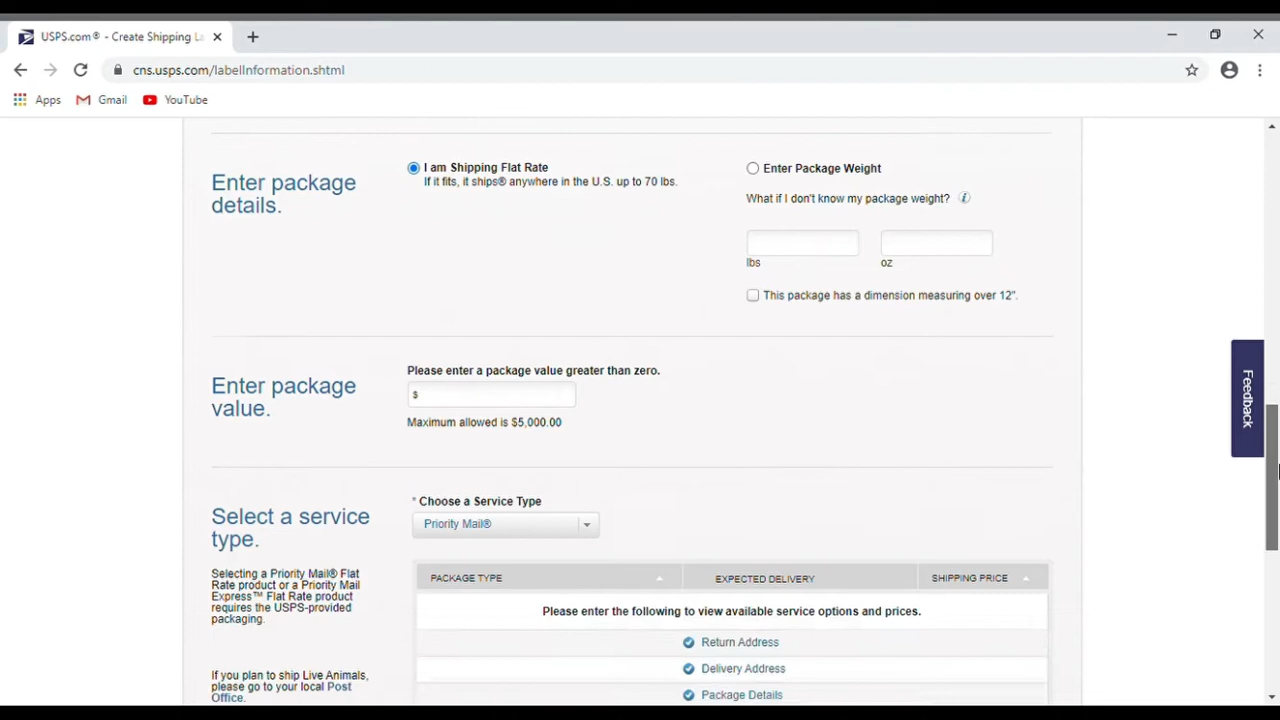 USPS.com® - Create Shipping La
cns.usps.com/labelInformation.shtml
Apps Gmail YouTube
Enter package
details.
I am Shipping Flat Rate
If it fits, it ships® anywhere in the U.S. up to 70 lbs.
Enter Package Weight
What if I don't know my package weight? i
lbs oz
This package has a dimension measuring over 12".
Enter package
value.
Please enter a package value greater than zero.
$
Maximum allowed is $5,000.00
Feedback
Select a service
type.
* Choose a Service Type
Priority Mail®
Selecting a Priority Mail® Flat
Rate product or a Priority Mail
Express™ Flat Rate product
requires the USPS-provided
packaging.
If you plan to ship Live Animals,
please go to your local Post
Office.
PACKAGE TYPE EXPECTED DELIVERY SHIPPING PRICE
Please enter the following to view available service options and prices.
Return Address
Delivery Address
Package Details